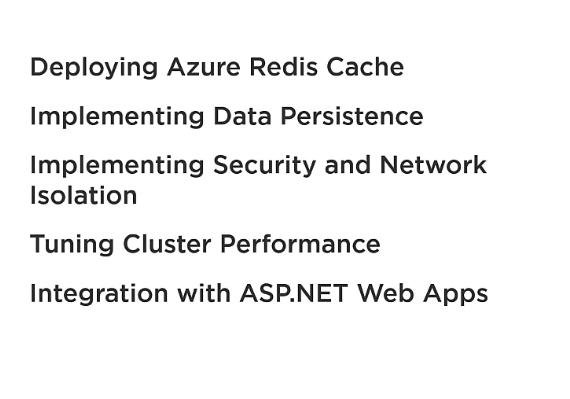 Deploying Azure Redis Cache
Implementing Data Persistence
Implementing Security and Network
Isolation
Tuning Cluster Performance
Integration with ASP.NET Web Apps